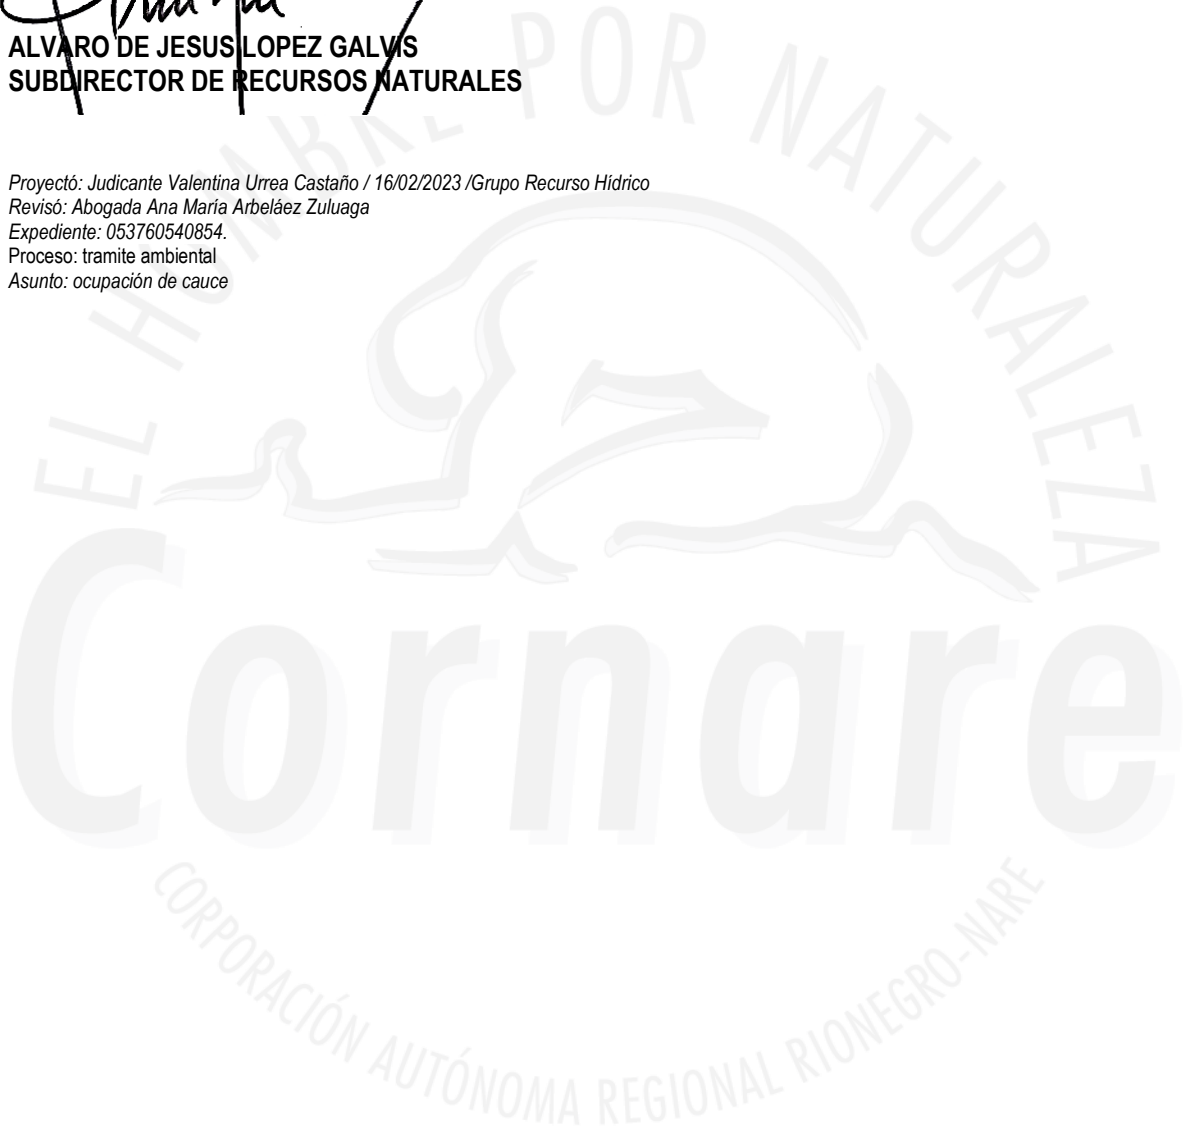 ALVARO DE JESUS LOPEZ GALVIS
SUBDIRECTOR DE RECURSOS NATURALES
Proyectó: Judicante Valentina Urrea Castaño / 16/02/2023 /Grupo Recurso Hídrico
Revisó: Abogada Ana María Arbeláez Zuluaga
Expediente: 053760540854.
Proceso: tramite ambiental
Asunto: ocupación de cauce
EL HOMBRE POR NATURALEZA
Cornare
CORPORACIÓN AUTÓNOMA REGIONAL RIONEGRO-NARE